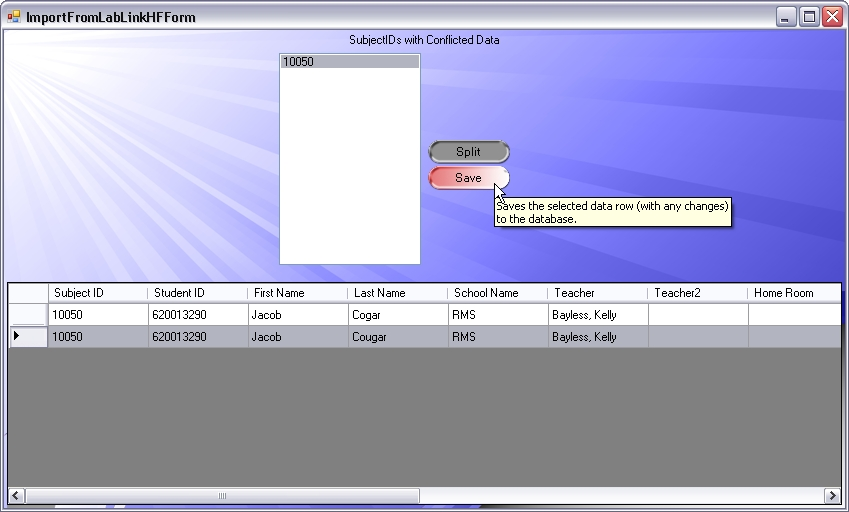 ImportFromLabLinkHFForm
SubjectIDs with Conflicted Data
10050
Split
Save
Saves the selected data row (with any changes)
to the database.
Subject ID Student ID First Name Last Name School Name Teacher Teacher2 Home Room
10050 620013290 Jacob Cogar RMS Bayless, Kelly
10050 620013290 Jacob Cougar RMS Bayless, Kelly